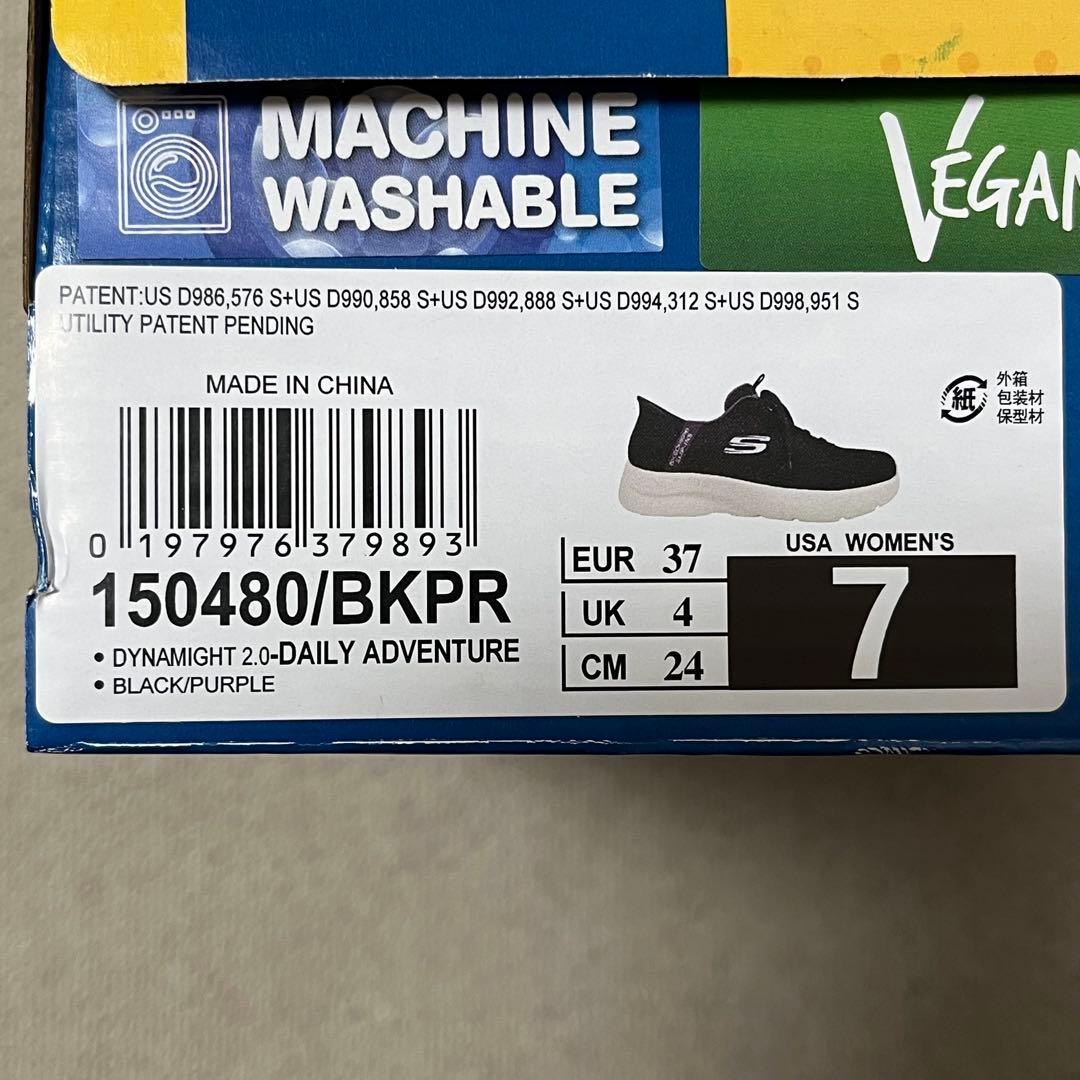 MACHINE
WASHABLE
VEGAN
PATENT:US D986,576 S+US D990,858 S+US D992,888 S+US D994,312 S+US D998,951 S
UTILITY PATENT PENDING
MADE IN CHINA
0 197976 379893
150480/BKPR
• DYNAMIGHT 2.0-DAILY ADVENTURE
• BLACK/PURPLE
S
紙
外箱
包装材
保型材
EUR 37
UK 4
CM 24
USA WOMEN'S
7